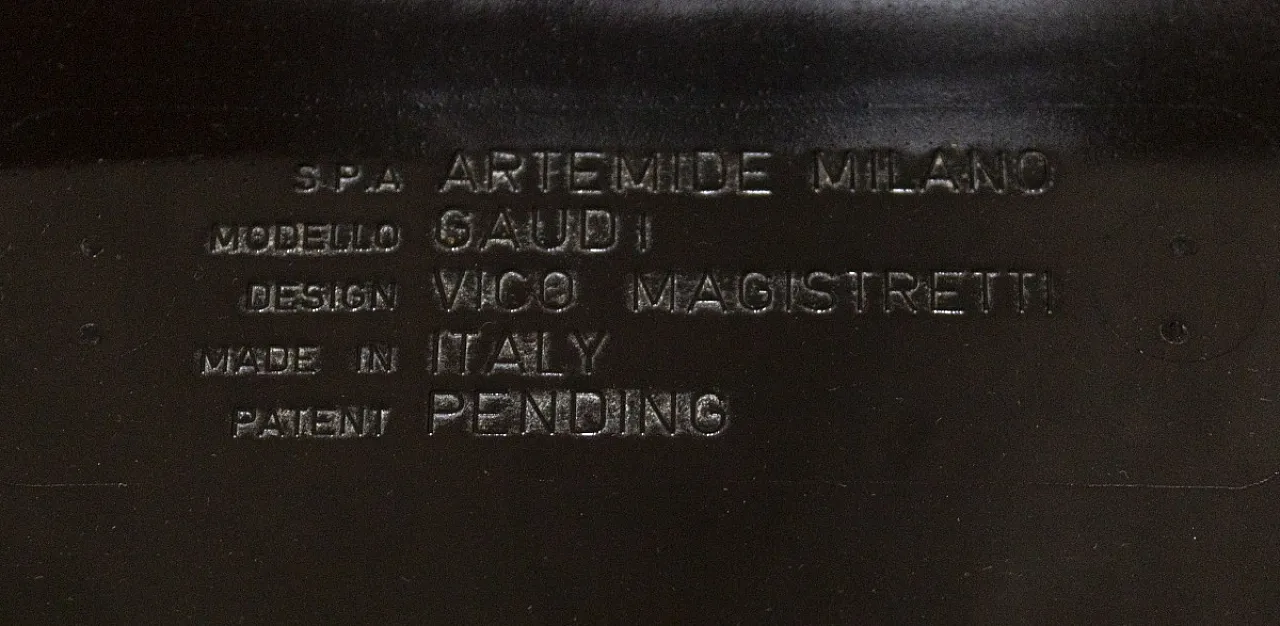 S.P.A ARTEMIDE MILANO
MODELLO GAUDI
DESIGN VICO MAGISTRETTI
MADE IN ITALY
PATENT PENDING